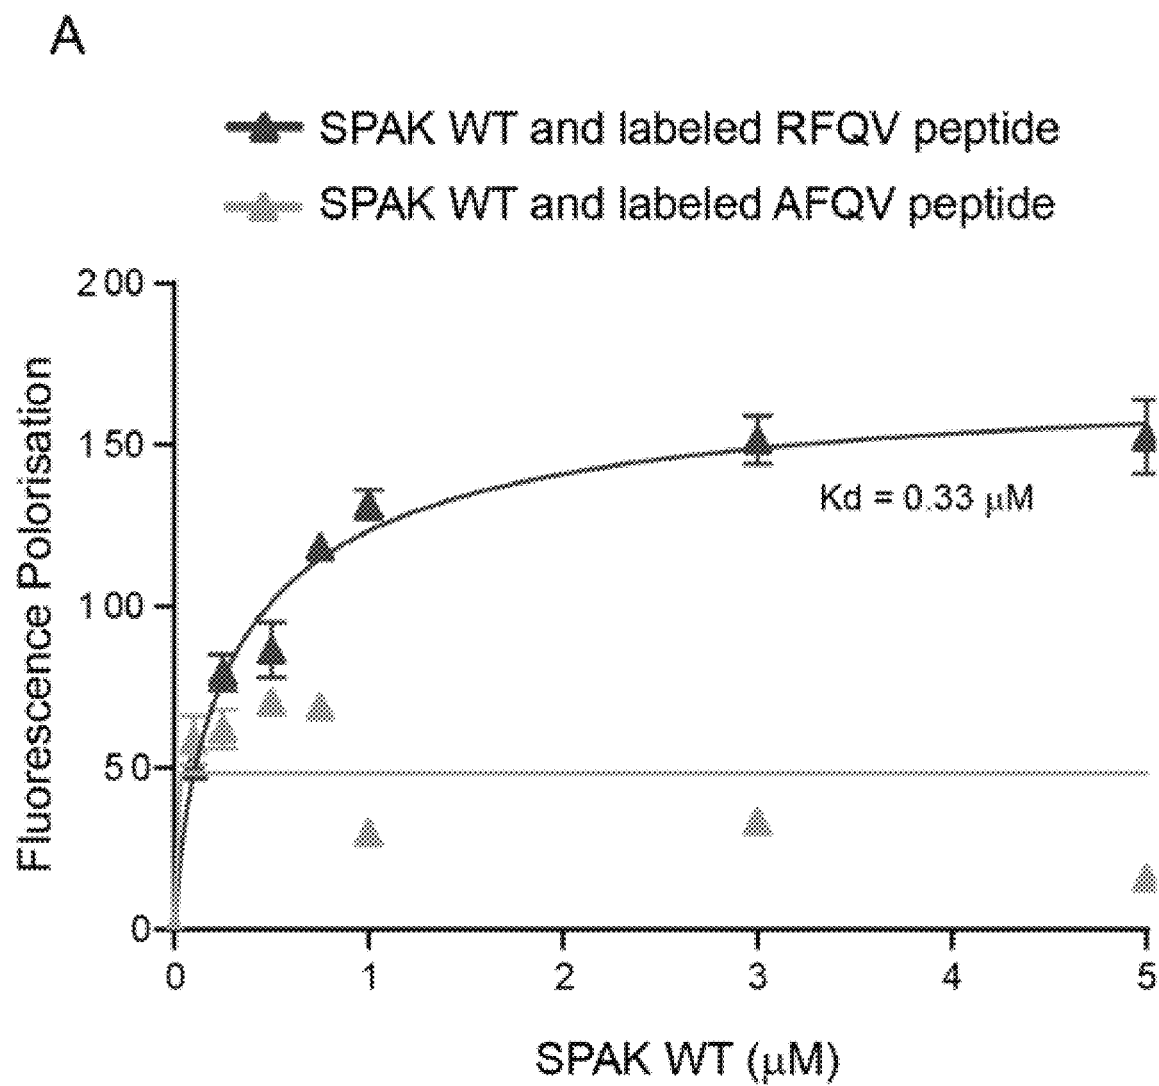 A
SPAK WT and labeled RFQV peptide
SPAK WT and labeled AFQV peptide
200
150
100
50
0
Fluorescence Polorisation
Kd = 0.33 μM
0 1 2 3 4 5
SPAK WT (μM)